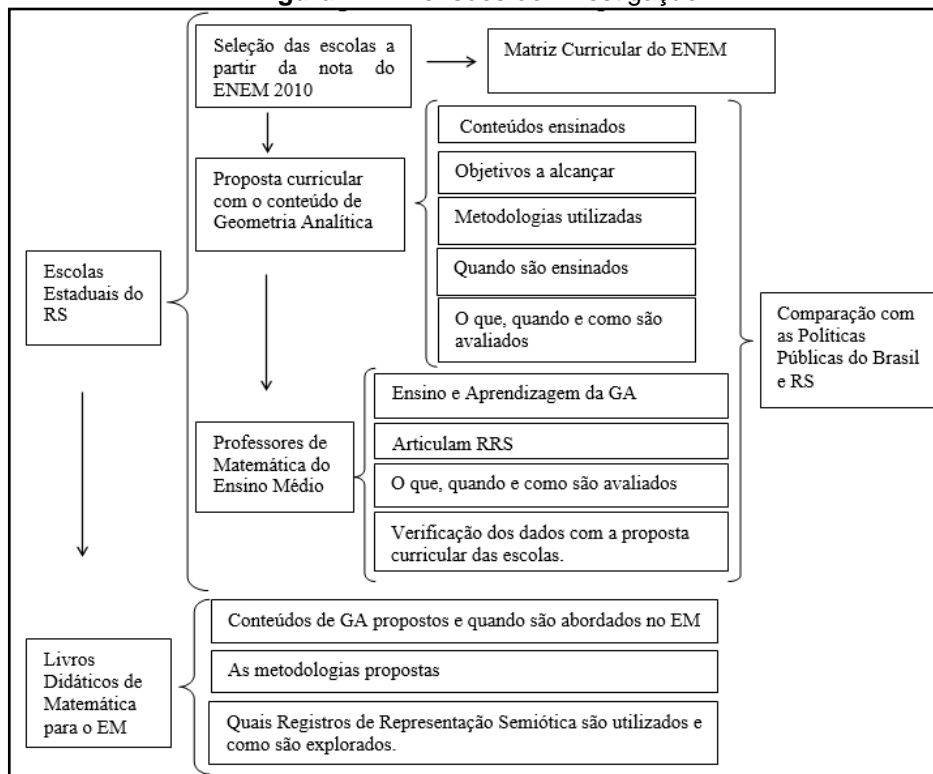 Seleção das escolas a
partir da nota do
ENEM 2010
Matriz Curricular do ENEM
Proposta curricular
com o conteúdo de
Geometria Analítica
Conteúdos ensinados
Objetivos a alcançar
Metodologias utilizadas
Quando são ensinados
O que, quando e como são
avaliados
Escolas
Estaduais do
RS
Comparação com
as Políticas
Públicas do Brasil
e RS
Professores de
Matemática do
Ensino Médio
Ensino e Aprendizagem da GA
Articulam RRS
O que, quando e como são avaliados
Verificação dos dados com a proposta
curricular das escolas.
Livros
Didáticos de
Matemática
para o EM
Conteúdos de GA propostos e quando são abordados no EM
As metodologias propostas
Quais Registros de Representação Semiótica são utilizados e
como são explorados.